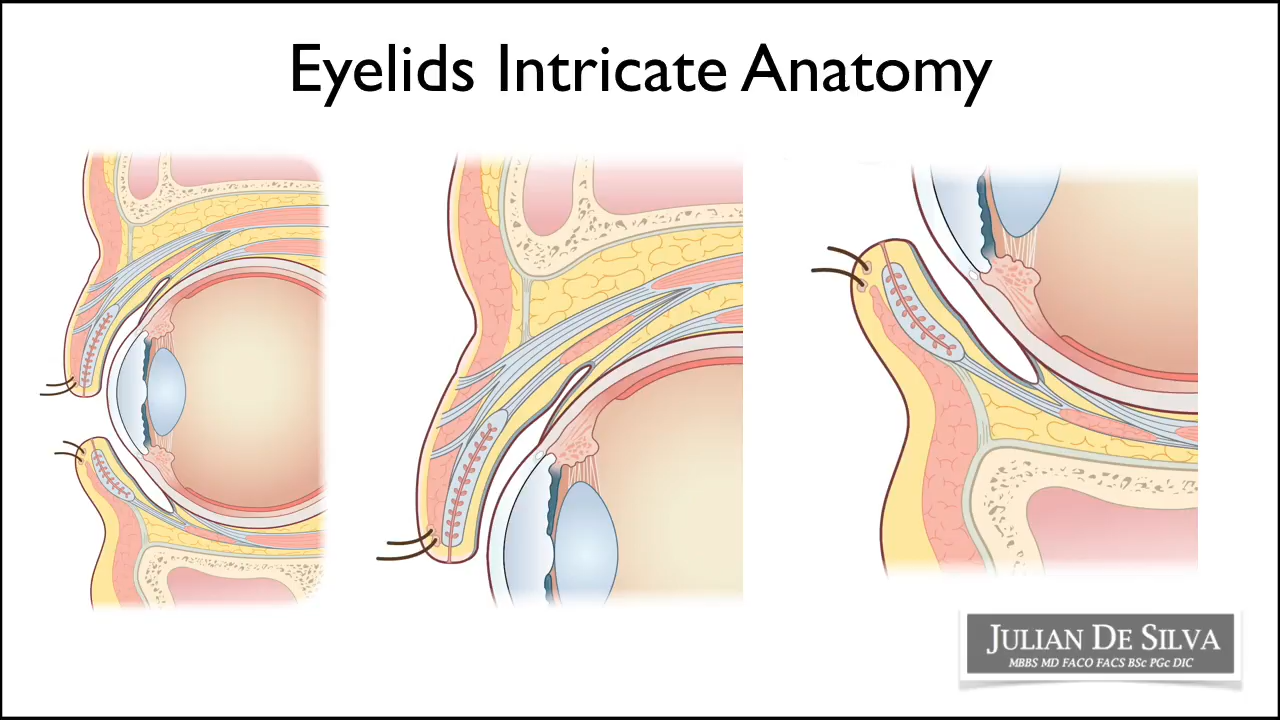 Eyelids Intricate Anatomy
JULIAN DE SILVA
MBBS MD FACO FACS BSc PGc DIC